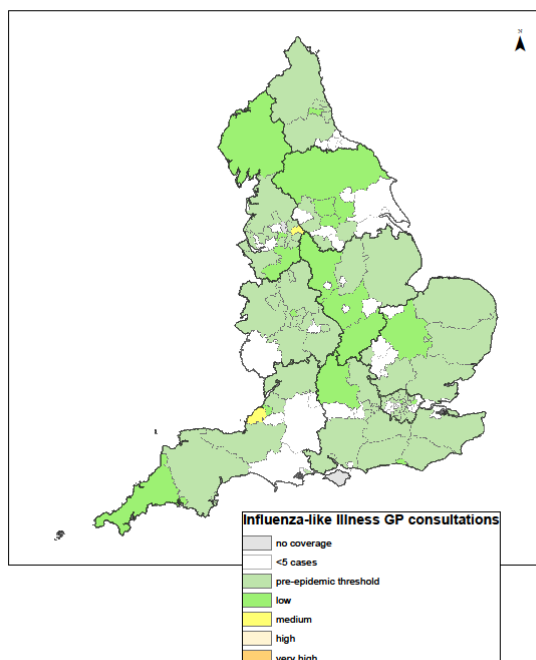 N
Influenza-like Illness GP consultations
no coverage
<5 cases
pre-epidemic threshold
low
medium
high
very high